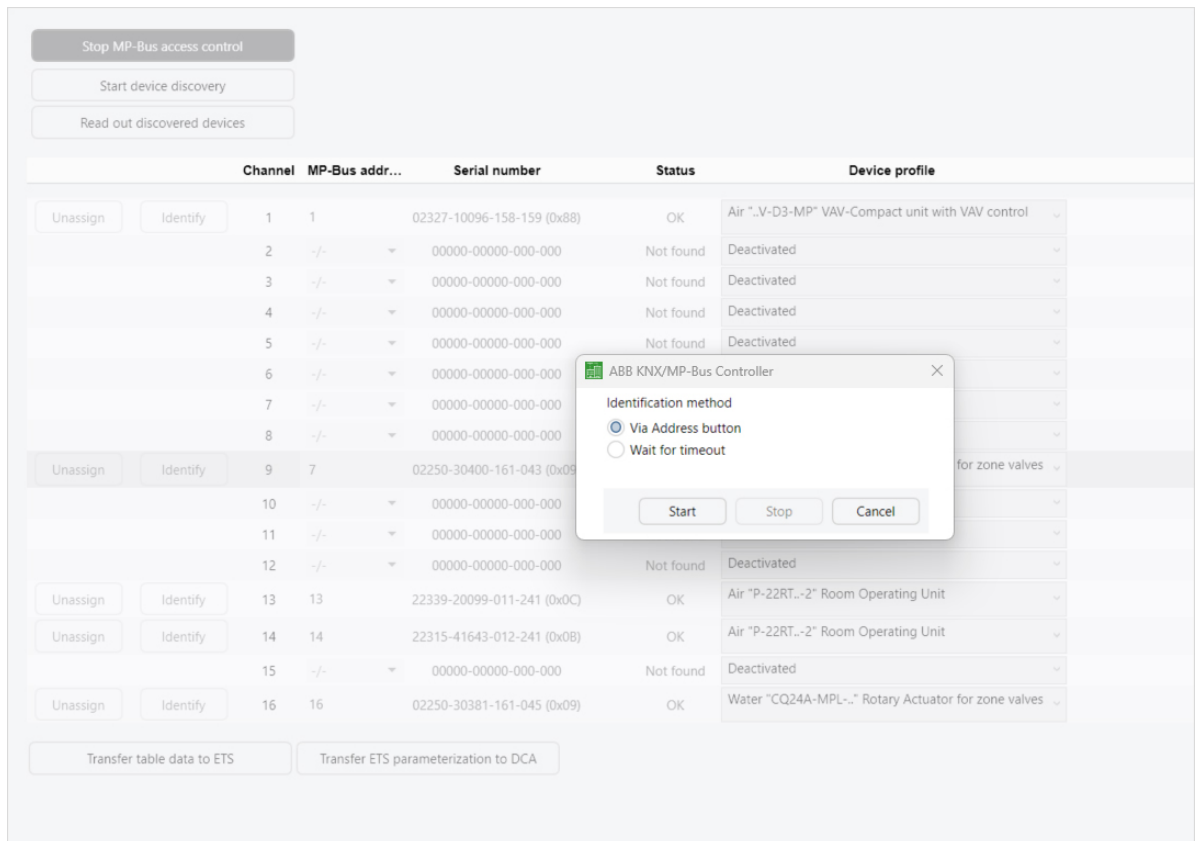 Stop MP-Bus access control
Start device discovery
Read out discovered devices
Channel MP-Bus addr... Serial number Status Device profile
Unassign Identify 1 1 02327-10096-158-159 (0x88) OK Air "..V-D3-MP" VAV-Compact unit with VAV control
2 -/- 00000-00000-000-000 Not found Deactivated
3 -/- 00000-00000-000-000 Not found Deactivated
4 -/- 00000-00000-000-000 Not found Deactivated
5 -/- 00000-00000-000-000 Not found Deactivated
6 -/- 00000-00000-000-000
7 -/- 00000-00000-000-000
8 -/- 00000-00000-000-000
Unassign Identify 9 7 02250-30400-161-043 (0x09 for zone valves
10 -/- 00000-00000-000-000
11 -/- 00000-00000-000-000
12 -/- 00000-00000-000-000 Not found Deactivated
Unassign Identify 13 13 22339-20099-011-241 (0x0C) OK Air "P-22RT..-2" Room Operating Unit
Unassign Identify 14 14 22315-41643-012-241 (0x0B) OK Air "P-22RT..-2" Room Operating Unit
15 -/- 00000-00000-000-000 Not found Deactivated
Unassign Identify 16 16 02250-30381-161-045 (0x09) OK Water "CQ24A-MPL-.." Rotary Actuator for zone valves
Transfer table data to ETS Transfer ETS parameterization to DCA
ABB KNX/MP-Bus Controller
Identification method
Via Address button
Wait for timeout
Start Stop Cancel